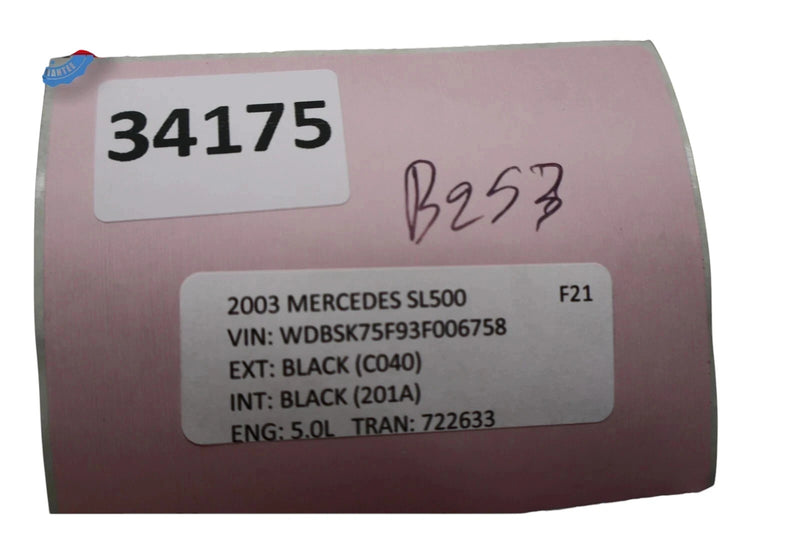 34175
B253
2003 MERCEDES SL500 F21
VIN: WDBSK75F93F006758
EXT: BLACK (C040)
INT: BLACK (201A)
ENG: 5.0L TRAN: 722633